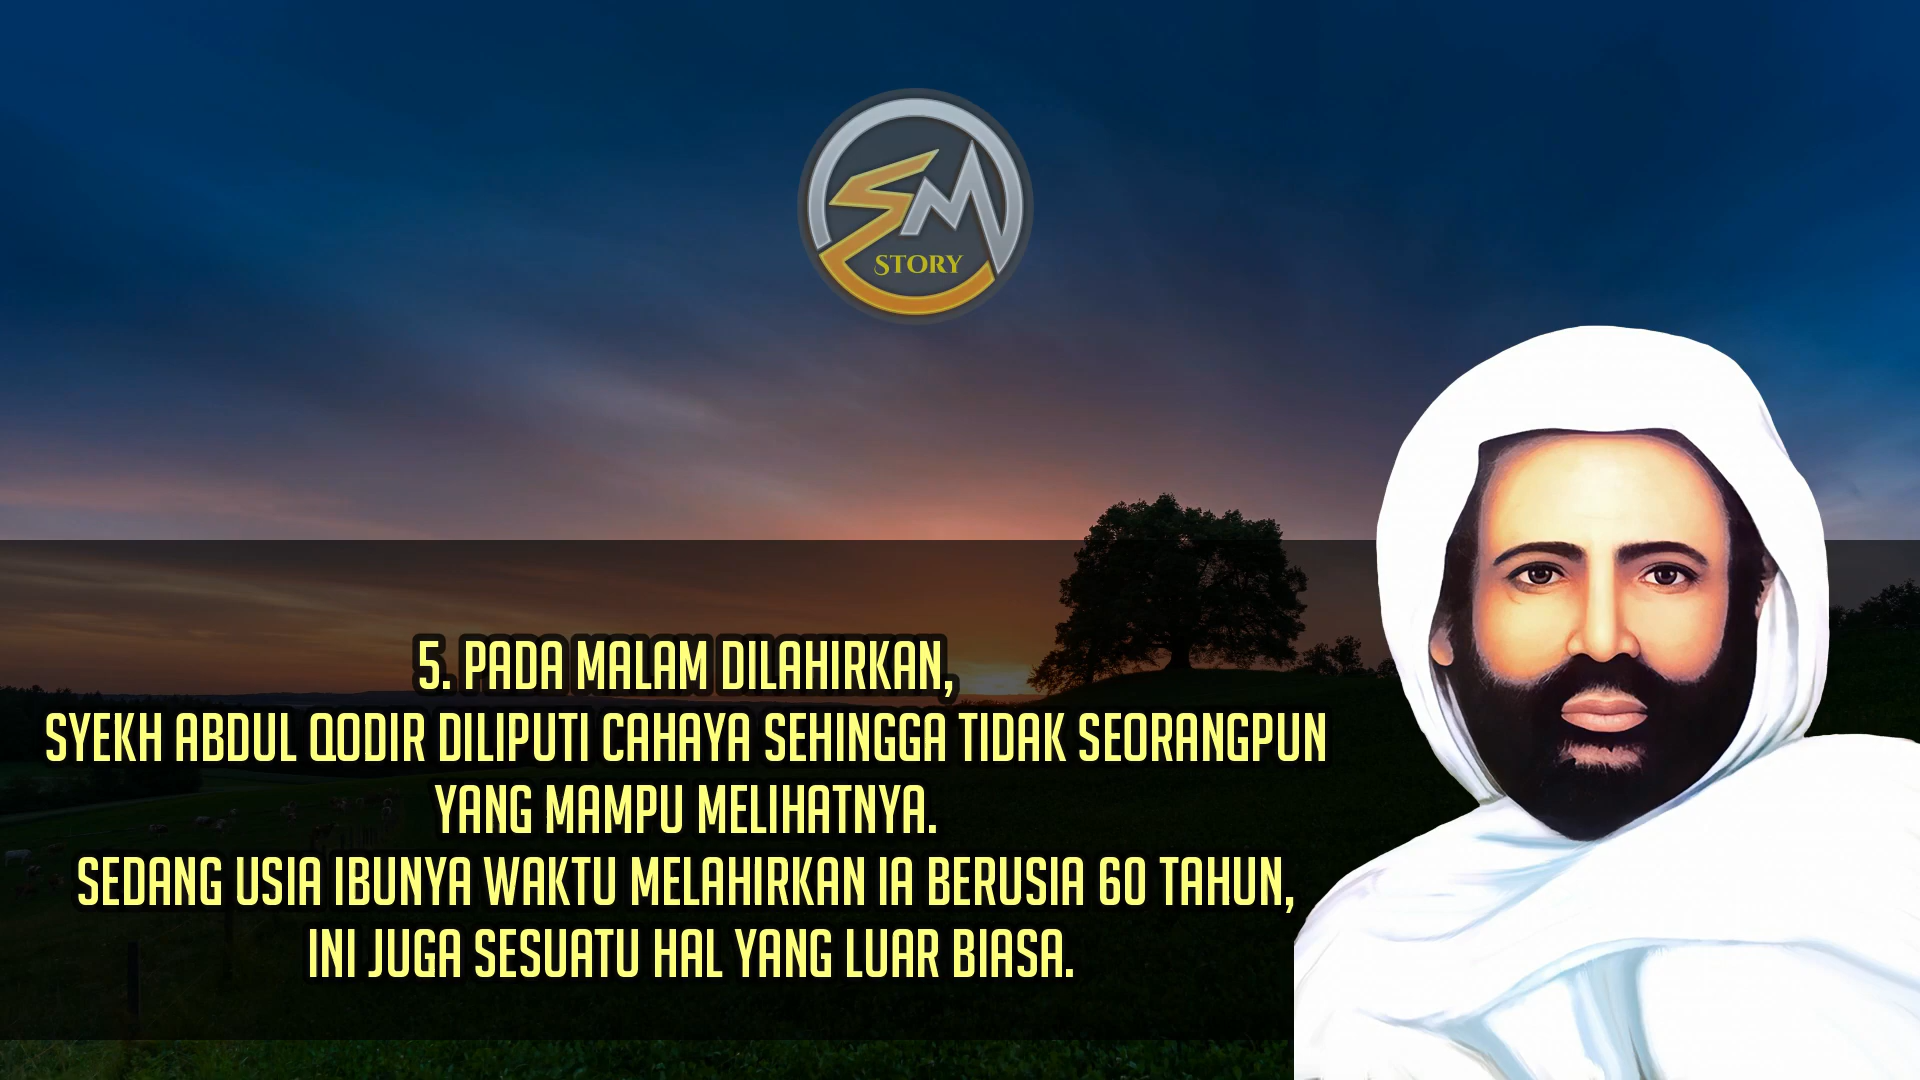 SM
STORY
5. PADA MALAM DILAHIRKAN,
SYEKH ABDUL QODIR DILIPUTI CAHAYA SEHINGGA TIDAK SEORANGPUN
YANG MAMPU MELIHATNYA.
SEDANG USIA IBUNYA WAKTU MELAHIRKAN IA BERUSIA 60 TAHUN,
INI JUGA SESUATU HAL YANG LUAR BIASA.